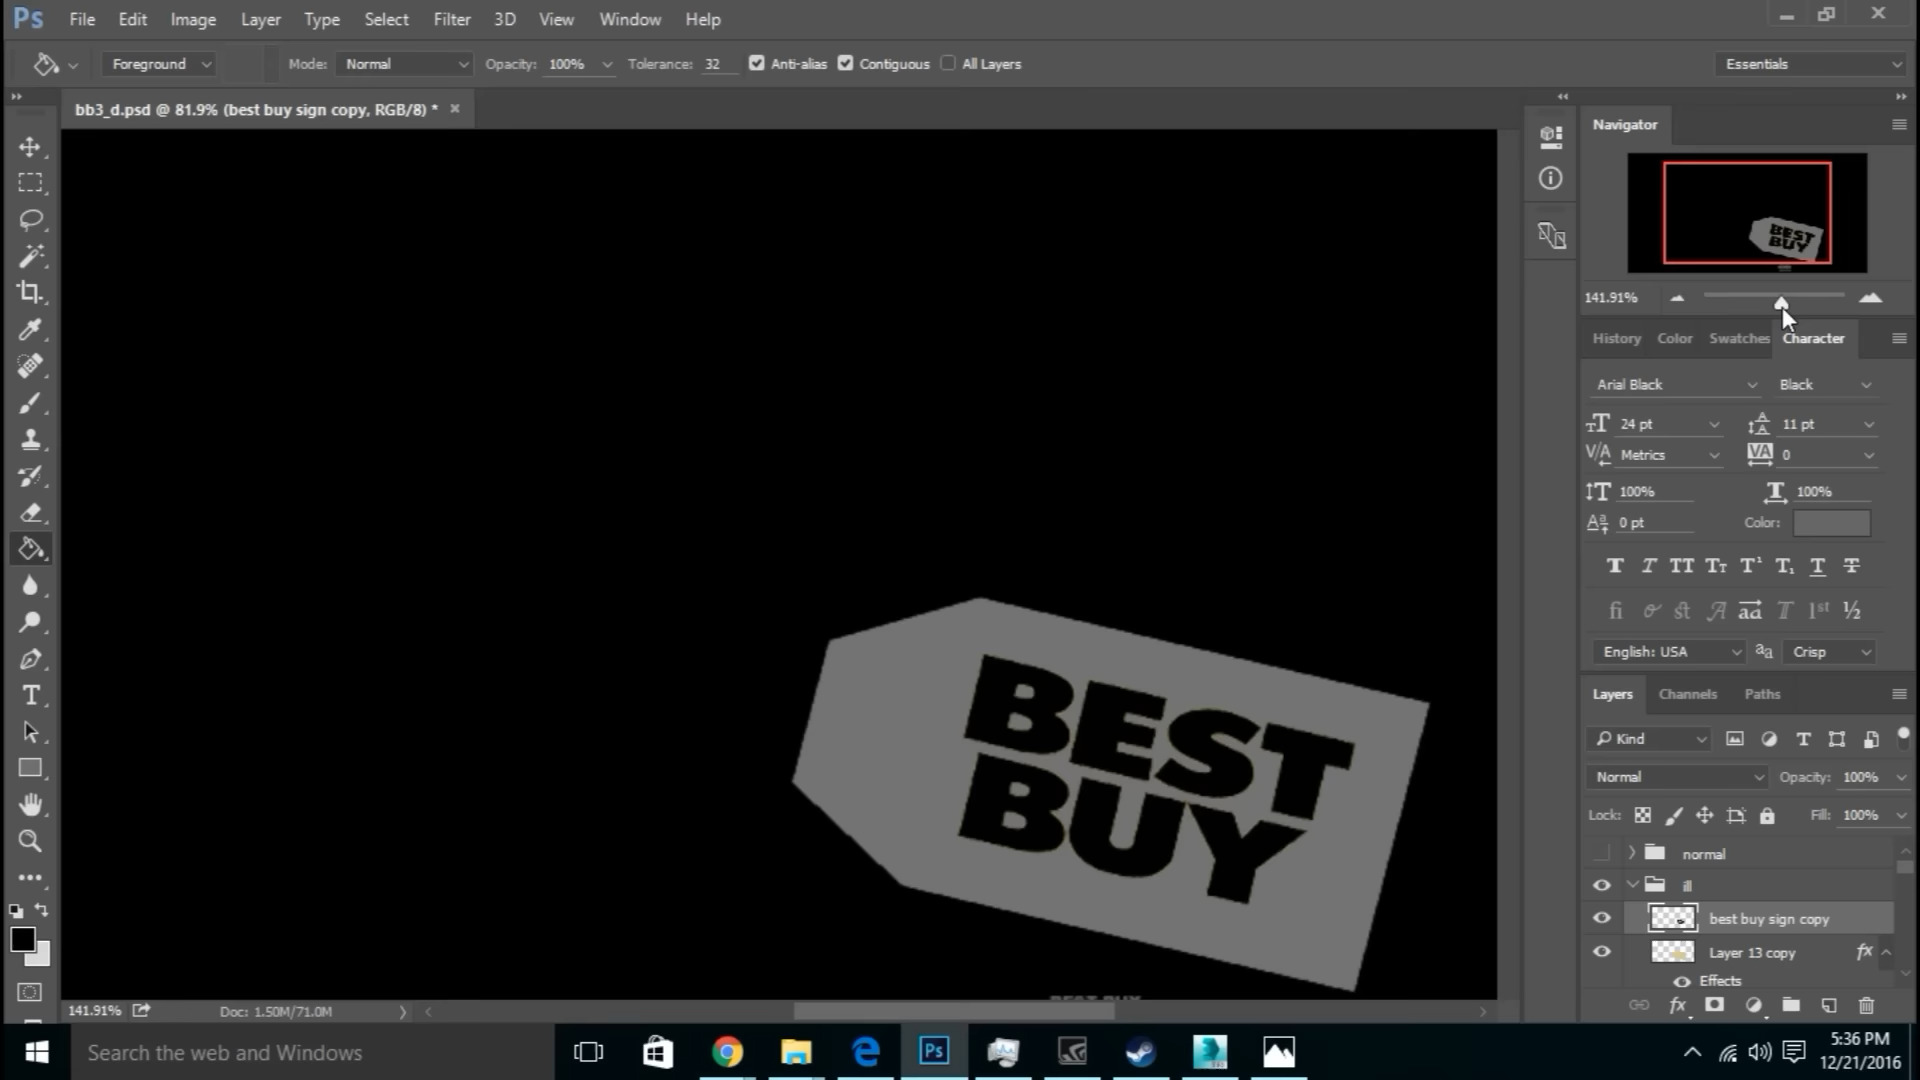 Ps File Edit Image Layer Type Select Filter 3D View Window Help
Foreground Mode: Normal Opacity: 100% Tolerance: 32 Anti-alias Contiguous All Layers Essentials
bb3_d.psd @ 81.9% (best buy sign copy, RGB/8) *
Navigator
BEST
BUY
141.91%
History Color Swatches Character
Arial Black Black
24 pt 11 pt
Metrics 0
100% 100%
0 pt Color:
English: USA Crisp
BEST
BUY
Layers Channels Paths
Kind
Normal Opacity: 100%
Lock: Fill: 100%
normal
ill
best buy sign copy
Layer 13 copy fx
Effects
141.91% Doc: 1.50M/71.0M
Search the web and Windows
Ps
5:36 PM
12/21/2016